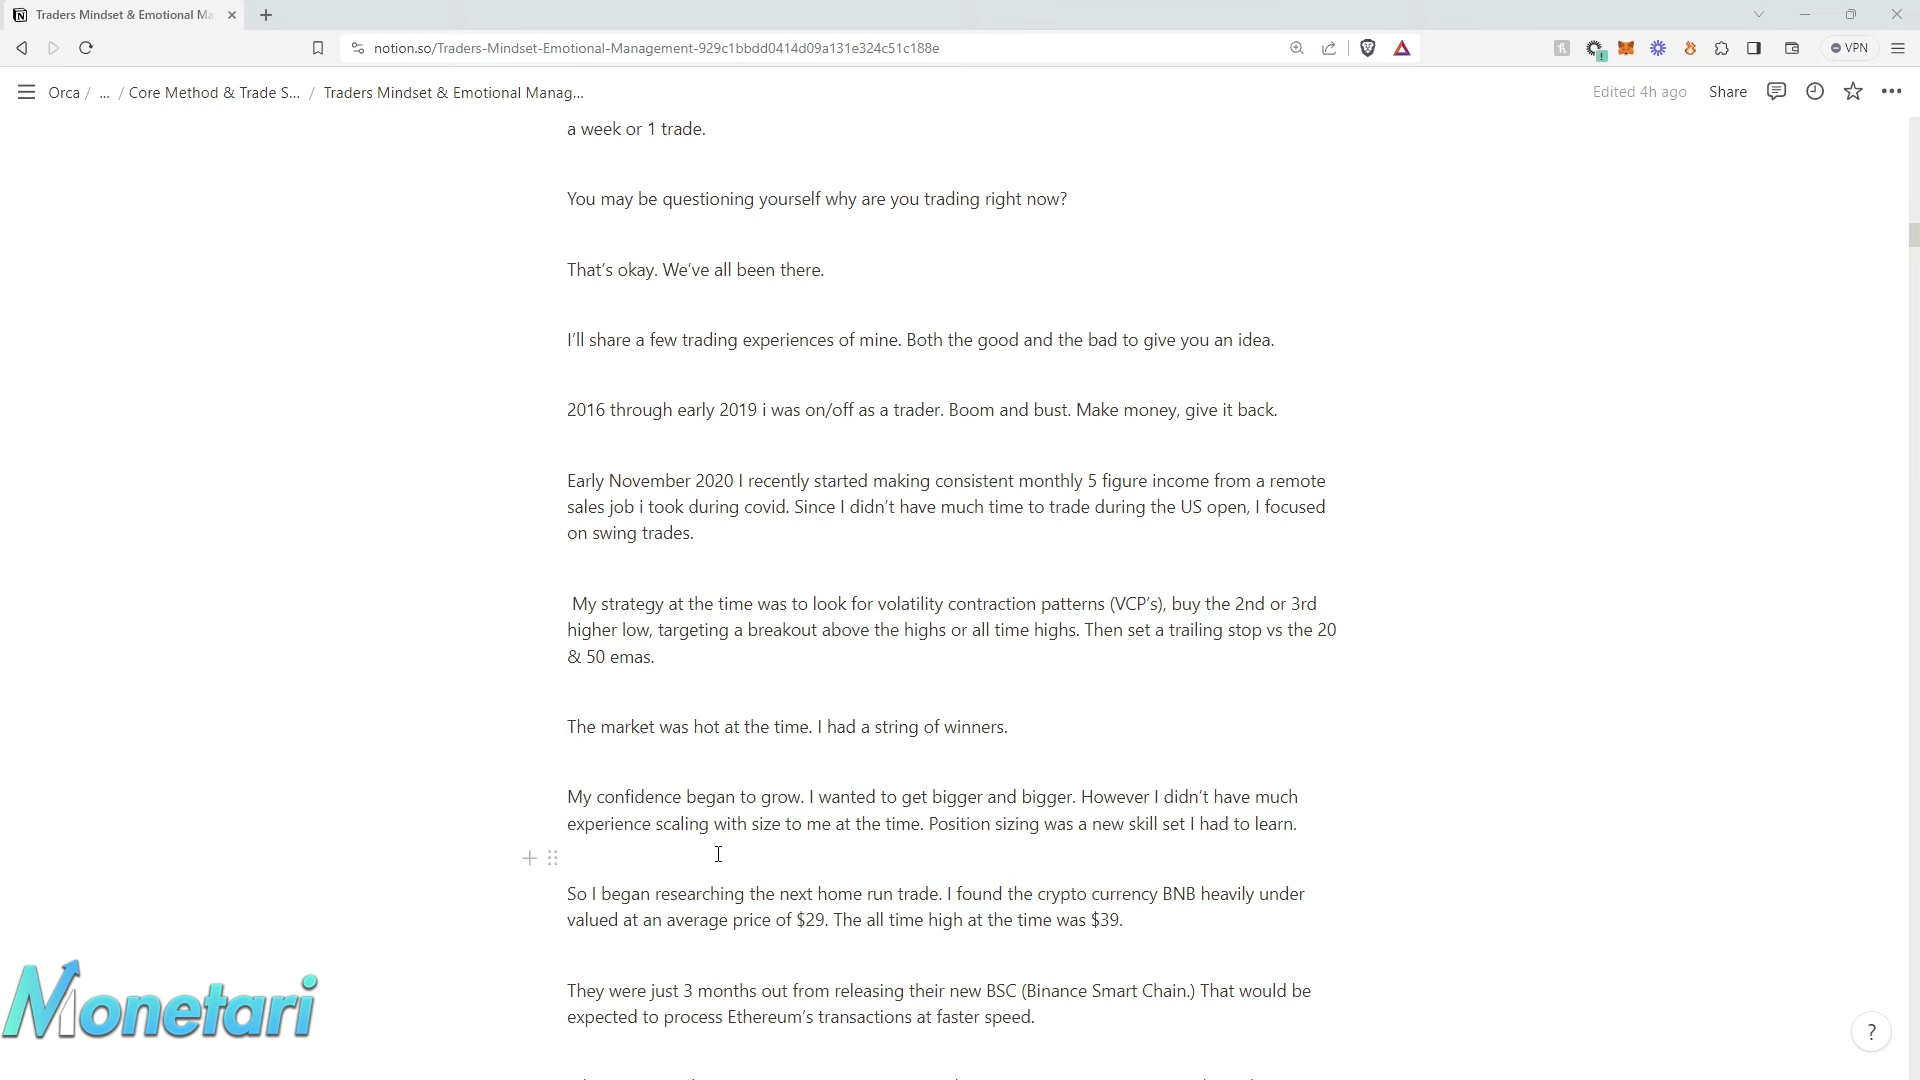 Traders Mindset & Emotional Ma
notion.so/Traders-Mindset-Emotional-Management-929c1bbdd0414d09a131e324c51c188e
VPN
Orca / ... / Core Method & Trade S... / Traders Mindset & Emotional Manag...
Edited 4h ago Share
a week or 1 trade.
You may be questioning yourself why are you trading right now?
That's okay. We've all been there.
I'll share a few trading experiences of mine. Both the good and the bad to give you an idea.
2016 through early 2019 i was on/off as a trader. Boom and bust. Make money, give it back.
Early November 2020 I recently started making consistent monthly 5 figure income from a remote
sales job i took during covid. Since I didn't have much time to trade during the US open, I focused
on swing trades.
My strategy at the time was to look for volatility contraction patterns (VCP's), buy the 2nd or 3rd
higher low, targeting a breakout above the highs or all time highs. Then set a trailing stop vs the 20
& 50 emas.
The market was hot at the time. I had a string of winners.
My confidence began to grow. I wanted to get bigger and bigger. However I didn't have much
experience scaling with size to me at the time. Position sizing was a new skill set I had to learn.
So I began researching the next home run trade. I found the crypto currency BNB heavily under
valued at an average price of $29. The all time high at the time was $39.
They were just 3 months out from releasing their new BSC (Binance Smart Chain.) That would be
expected to process Ethereum's transactions at faster speed.
Monetari
?